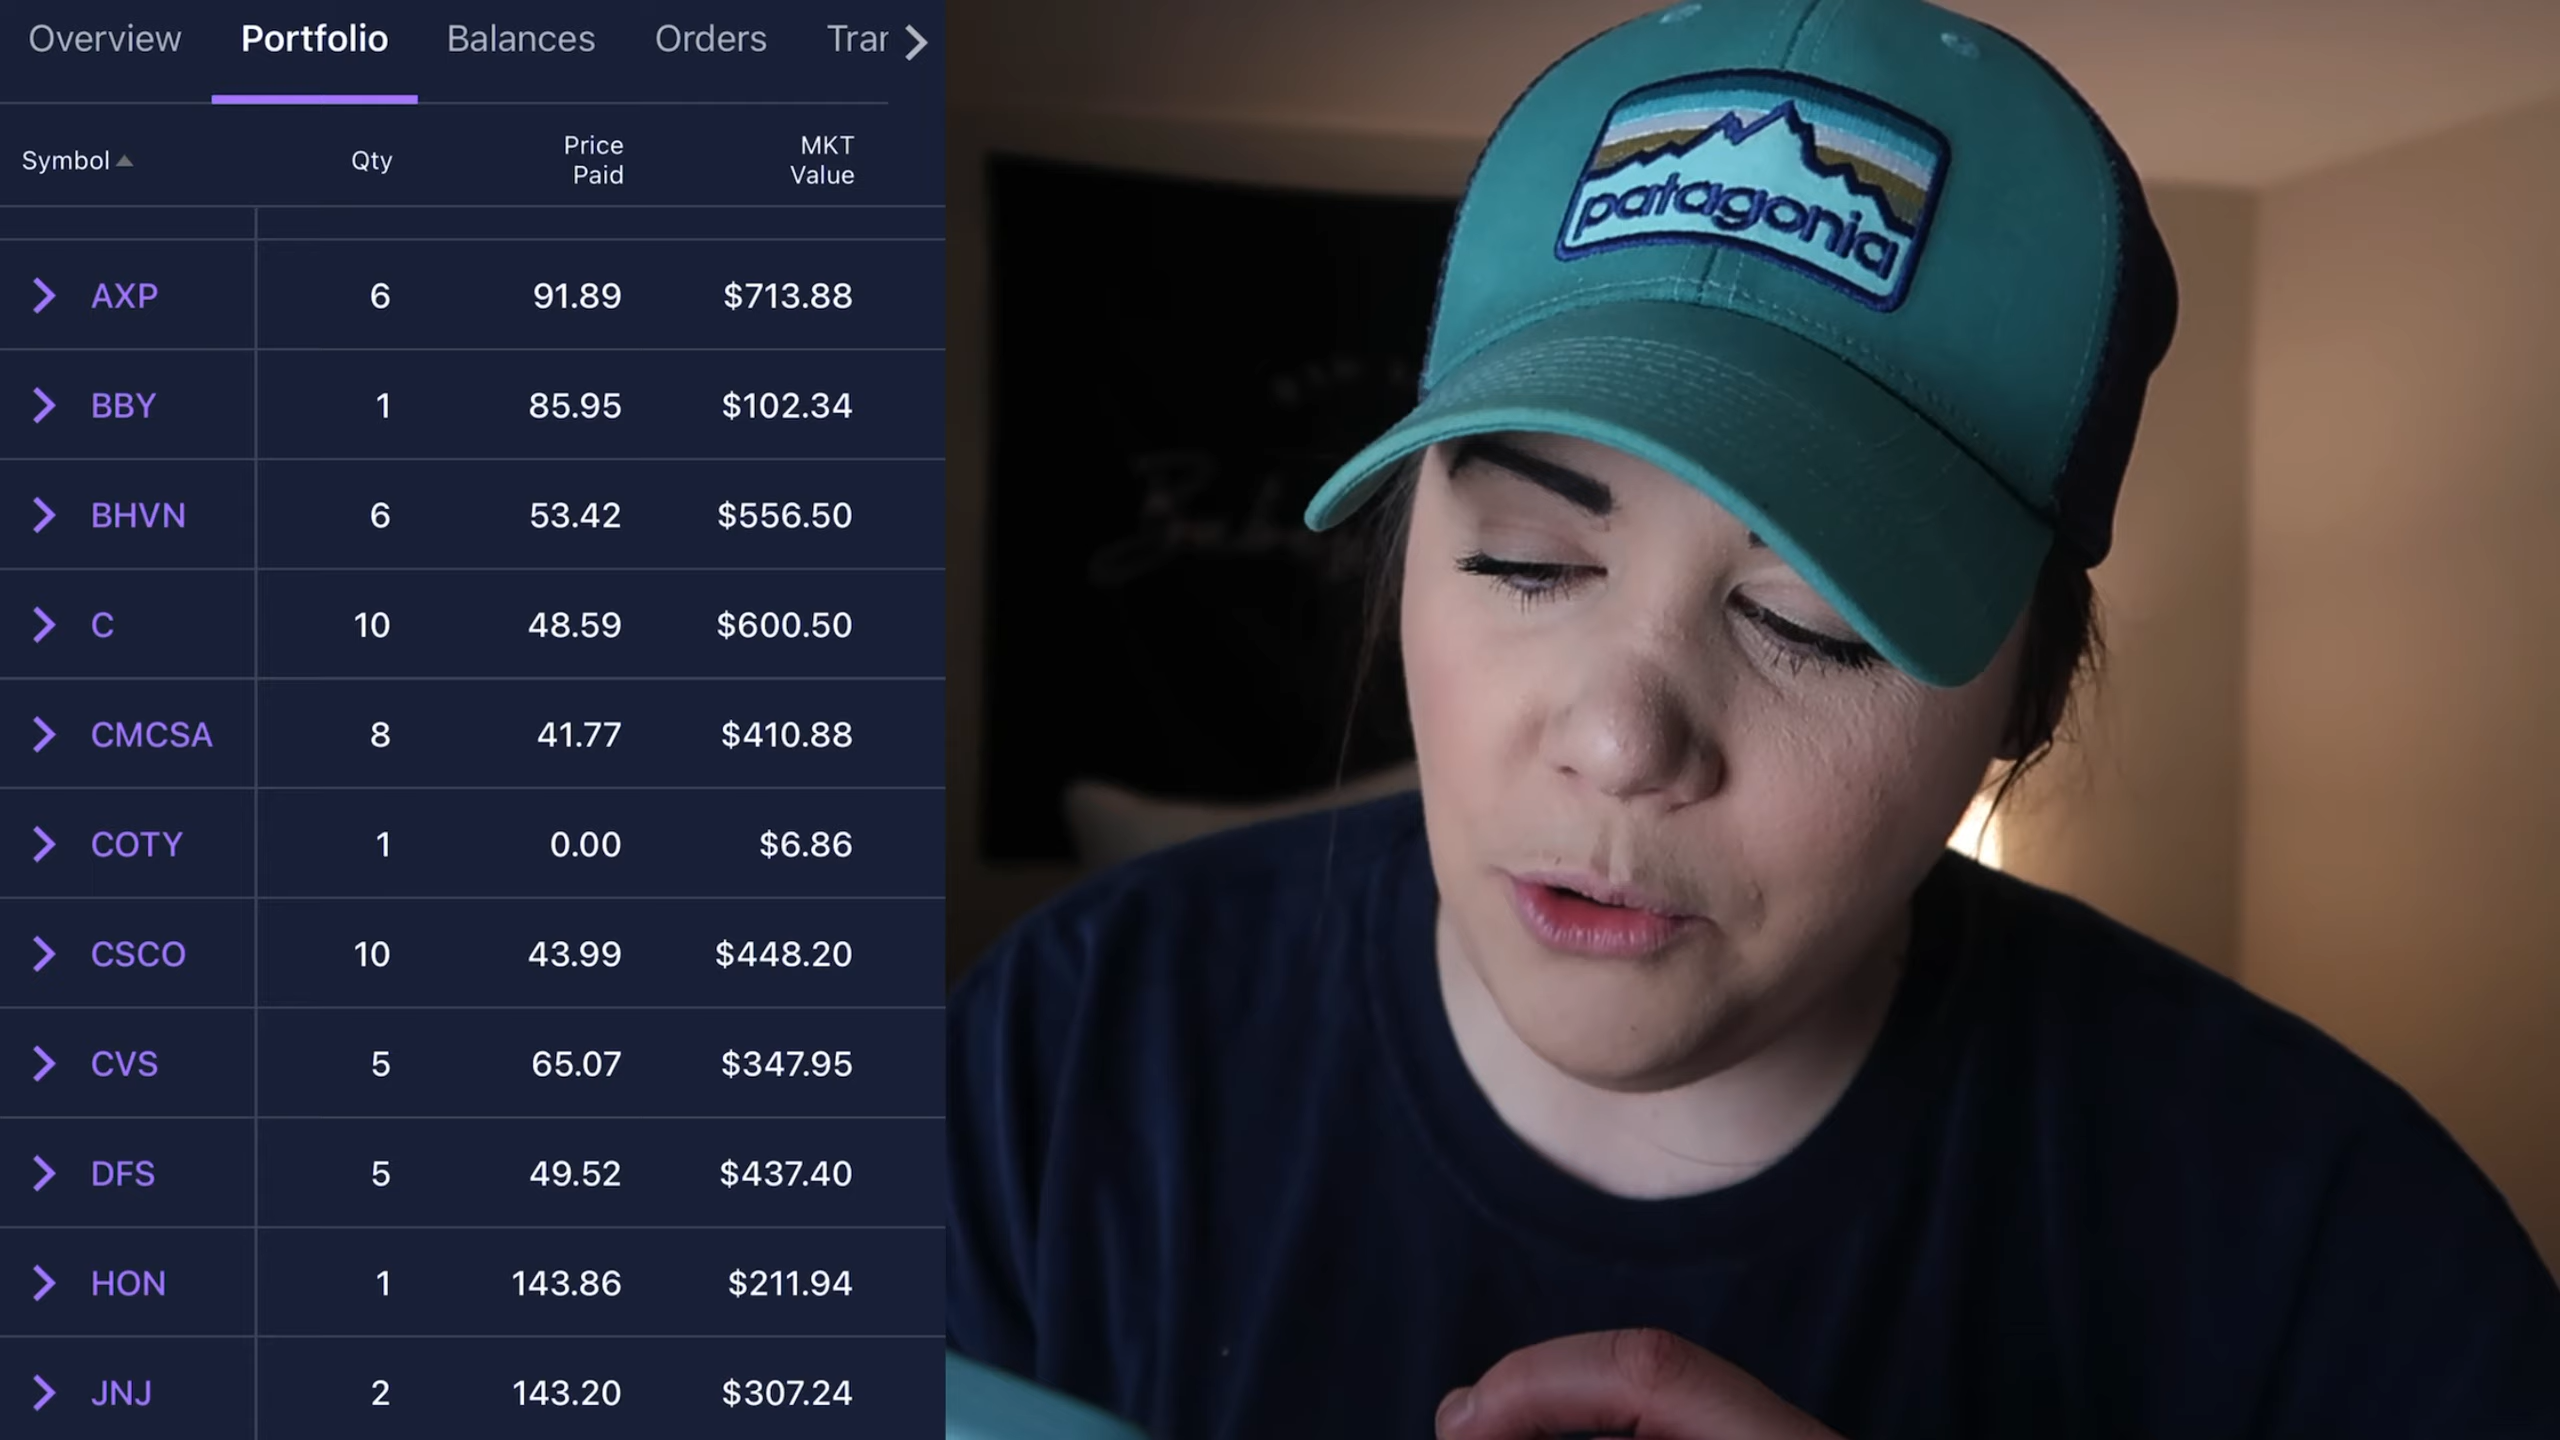 Overview Portfolio Balances Orders Tran
Symbol Qty Price Paid MKT Value
AXP 6 91.89 $713.88
BBY 1 85.95 $102.34
BHVN 6 53.42 $556.50
C 10 48.59 $600.50
CMCSA 8 41.77 $410.88
COTY 1 0.00 $6.86
CSCO 10 43.99 $448.20
CVS 5 65.07 $347.95
DFS 5 49.52 $437.40
HON 1 143.86 $211.94
JNJ 2 143.20 $307.24
patagonia